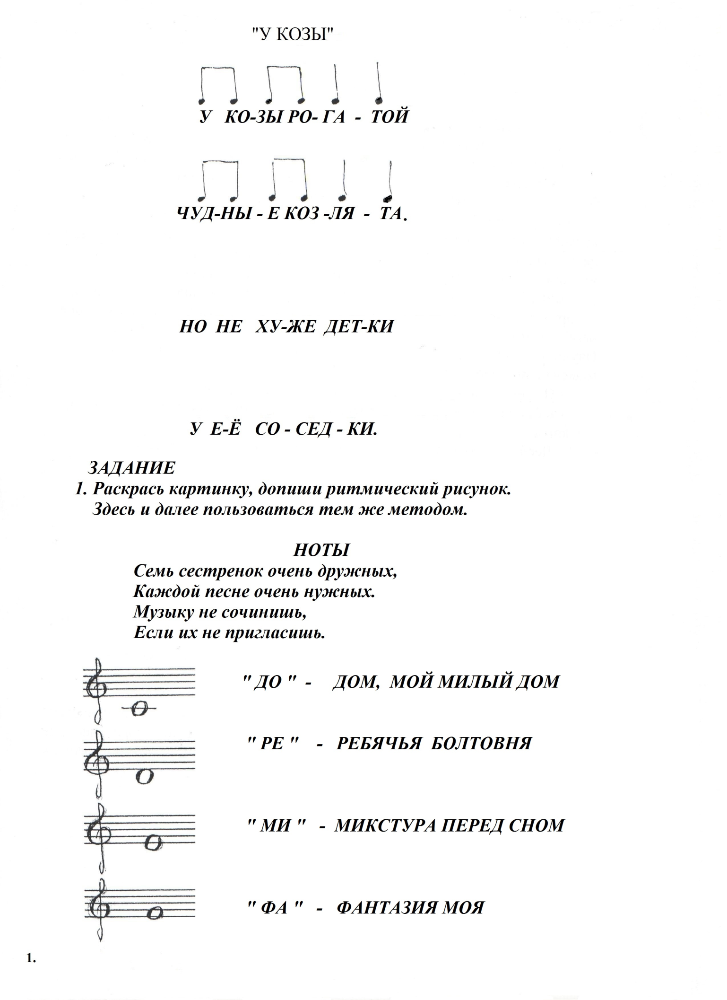 "У КОЗЫ"
У КО-ЗЫ РО- ГА - ТОЙ
ЧУД-НЫ - Е КОЗ -ЛЯ - ТА.
НО НЕ ХУ-ЖЕ ДЕТ-КИ
У Е-Ё СО - СЕД - КИ.
ЗАДАНИЕ
1. Раскрась картинку, допиши ритмический рисунок.
Здесь и далее пользоваться тем же методом.
НОТЫ
Семь сестренок очень дружных,
Каждой песне очень нужных.
Музыку не сочинишь,
Если их не пригласишь.
" ДО " - ДОМ, МОЙ МИЛЫЙ ДОМ
" РЕ " - РЕБЯЧЬЯ БОЛТОВНЯ
" МИ " - МИКСТУРА ПЕРЕД СНОМ
" ФА " - ФАНТАЗИЯ МОЯ
1.